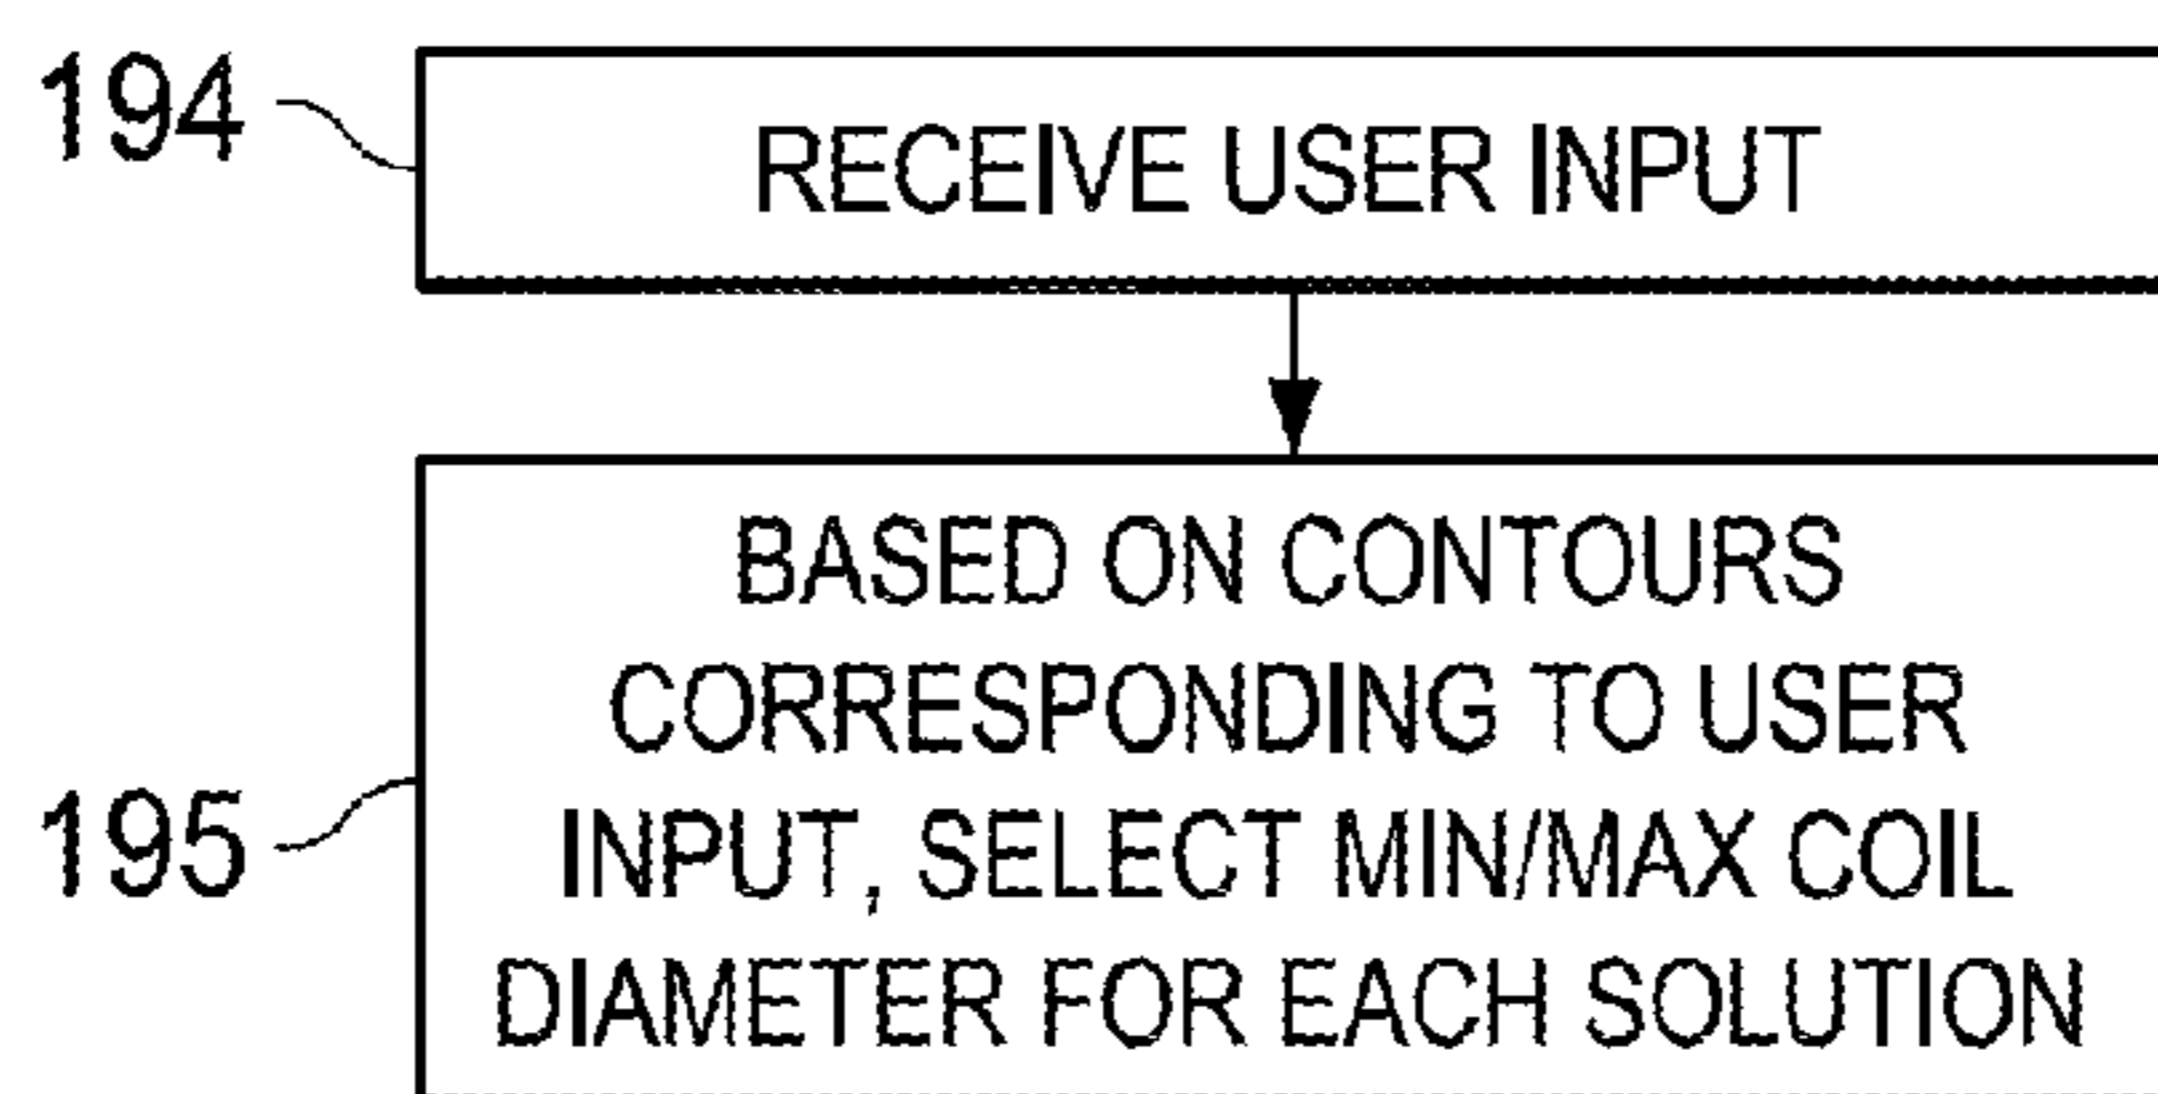 194
RECEIVE USER INPUT
BASED ON CONTOURS
CORRESPONDING TO USER
195
INPUT, SELECT MIN/MAX COIL
DIAMETER FOR EACH SOLUTION